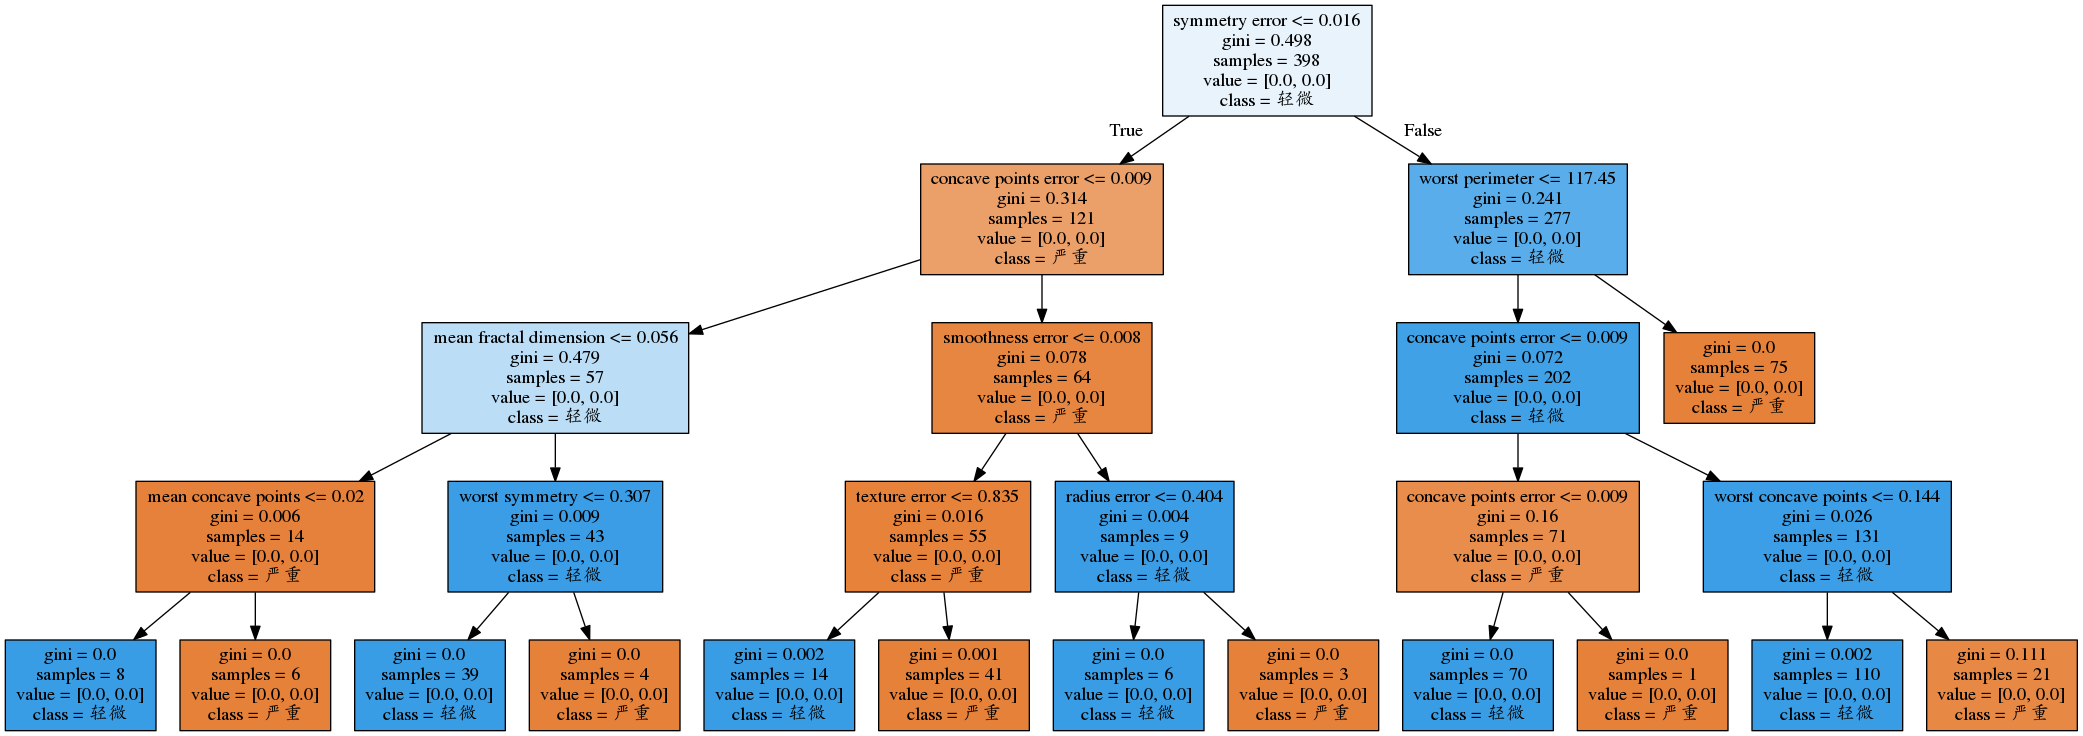 symmetry error <= 0.016
gini = 0.498
samples = 398
value = [0.0, 0.0]
class = 轻微
True
False
concave points error <= 0.009
gini = 0.314
samples = 121
value = [0.0, 0.0]
class = 严重
worst perimeter <= 117.45
gini = 0.241
samples = 277
value = [0.0, 0.0]
class = 轻微
mean fractal dimension <= 0.056
gini = 0.479
samples = 57
value = [0.0, 0.0]
class = 轻微
smoothness error <= 0.008
gini = 0.078
samples = 64
value = [0.0, 0.0]
class = 严重
concave points error <= 0.009
gini = 0.072
samples = 202
value = [0.0, 0.0]
class = 轻微
gini = 0.0
samples = 75
value = [0.0, 0.0]
class = 严重
mean concave points <= 0.02
gini = 0.006
samples = 14
value = [0.0, 0.0]
class = 严重
worst symmetry <= 0.307
gini = 0.009
samples = 43
value = [0.0, 0.0]
class = 轻微
texture error <= 0.835
gini = 0.016
samples = 55
value = [0.0, 0.0]
class = 严重
radius error <= 0.404
gini = 0.004
samples = 9
value = [0.0, 0.0]
class = 轻微
concave points error <= 0.009
gini = 0.16
samples = 71
value = [0.0, 0.0]
class = 严重
worst concave points <= 0.144
gini = 0.026
samples = 131
value = [0.0, 0.0]
class = 轻微
gini = 0.0
samples = 8
value = [0.0, 0.0]
class = 轻微
gini = 0.0
samples = 6
value = [0.0, 0.0]
class = 严重
gini = 0.0
samples = 39
value = [0.0, 0.0]
class = 轻微
gini = 0.0
samples = 4
value = [0.0, 0.0]
class = 严重
gini = 0.002
samples = 14
value = [0.0, 0.0]
class = 轻微
gini = 0.001
samples = 41
value = [0.0, 0.0]
class = 严重
gini = 0.0
samples = 6
value = [0.0, 0.0]
class = 轻微
gini = 0.0
samples = 3
value = [0.0, 0.0]
class = 严重
gini = 0.0
samples = 70
value = [0.0, 0.0]
class = 轻微
gini = 0.0
samples = 1
value = [0.0, 0.0]
class = 严重
gini = 0.002
samples = 110
value = [0.0, 0.0]
class = 轻微
gini = 0.111
samples = 21
value = [0.0, 0.0]
class = 严重